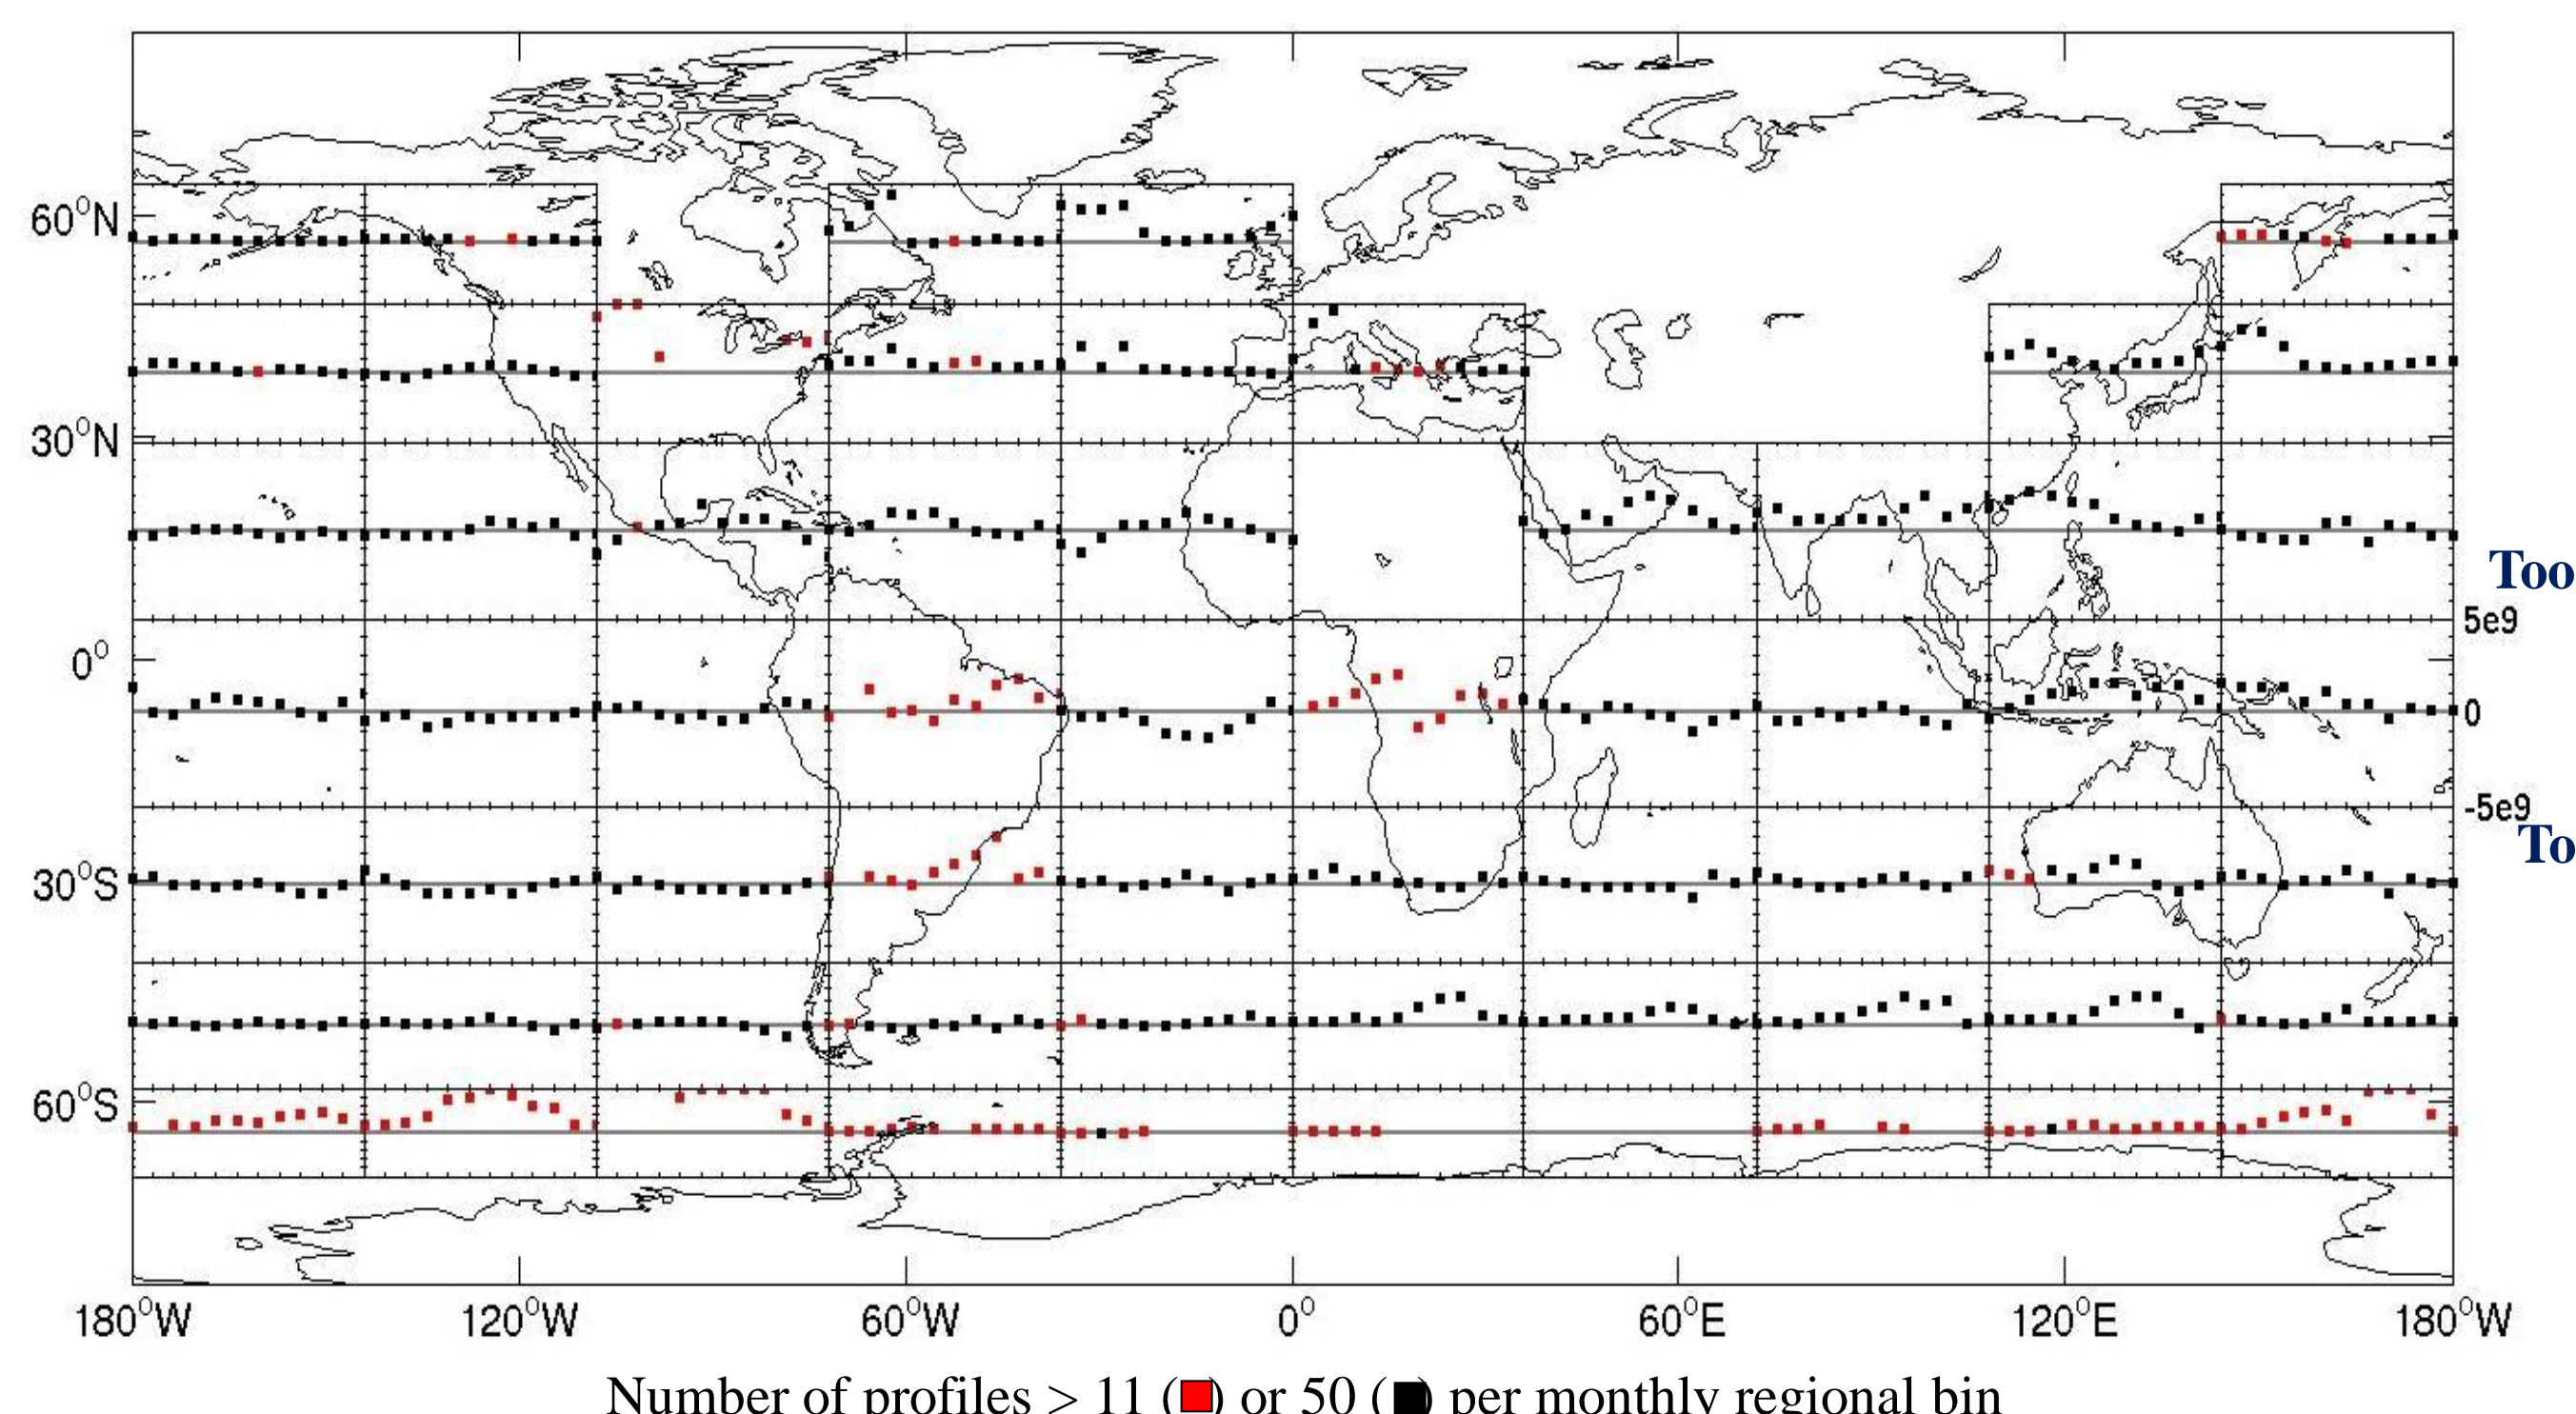 60°N
30°N
Too
5e9
0°
0
-5e9
To
30°S
60°S
180°W 120°W 60°W 0° 60°E 120°E 180°W
Number of profiles > 11 (■) or 50 (■) per monthly regional bin